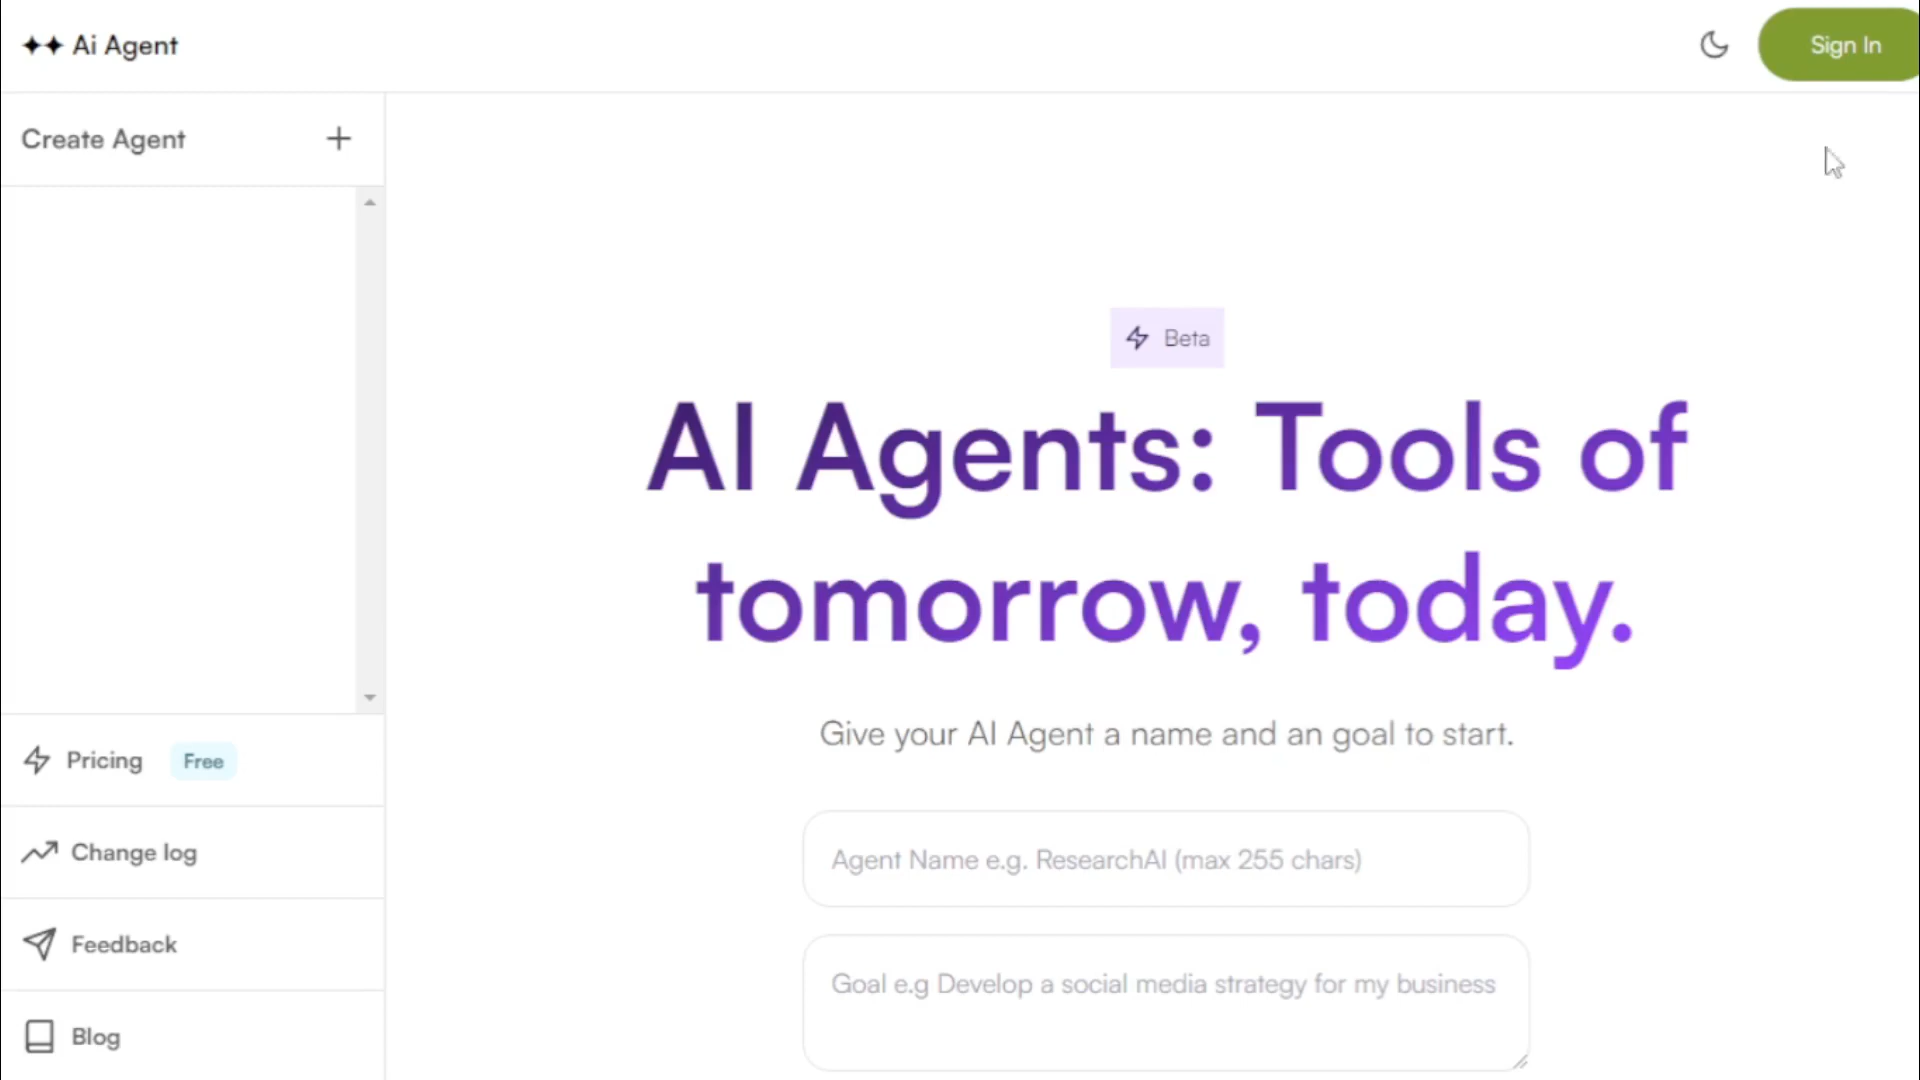 Ai Agent
Sign In
Create Agent
Beta
AI Agents: Tools of
tomorrow, today.
Give your AI Agent a name and an goal to start.
Agent Name e.g. ResearchAI (max 255 chars)
Goal e.g Develop a social media strategy for my business
Pricing Free
Change log
Feedback
Blog